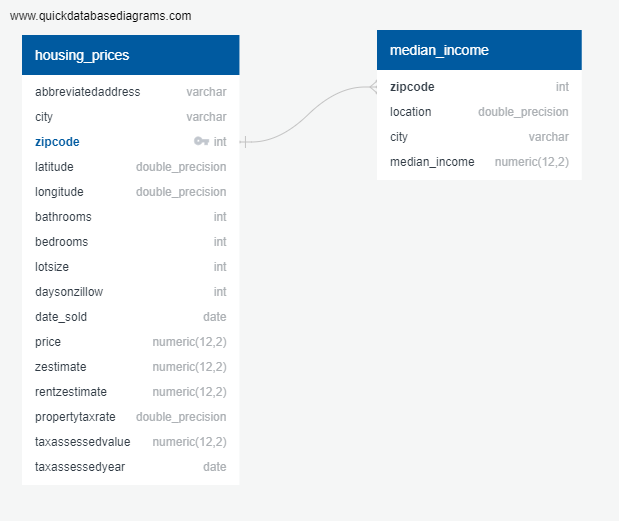 www.quickdatabasediagrams.com
housing_prices
abbreviatedaddress varchar
city varchar
zipcode int
latitude double_precision
longitude double_precision
bathrooms int
bedrooms int
lotsize int
daysonzillow int
date_sold date
price numeric(12,2)
zestimate numeric(12,2)
rentzestimate numeric(12,2)
propertytaxrate double_precision
taxassessedvalue numeric(12,2)
taxassessedyear date
median_income
zipcode int
location double_precision
city varchar
median_income numeric(12,2)